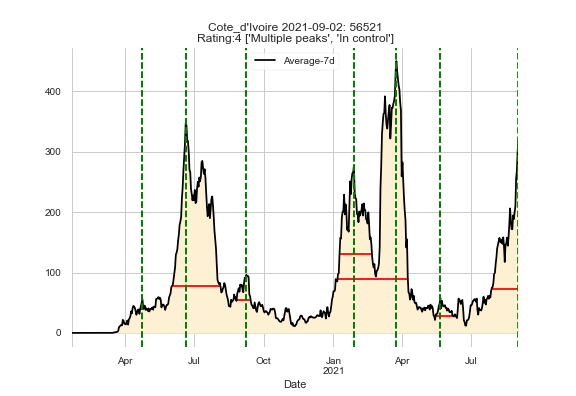 Cote_d'Ivoire 2021-09-02: 56521
Rating:4 ['Multiple peaks', 'In control']
Average-7d
400
300
200
100
0
Apr
Jul
Oct
Jan
2021
Apr
Jul
Date